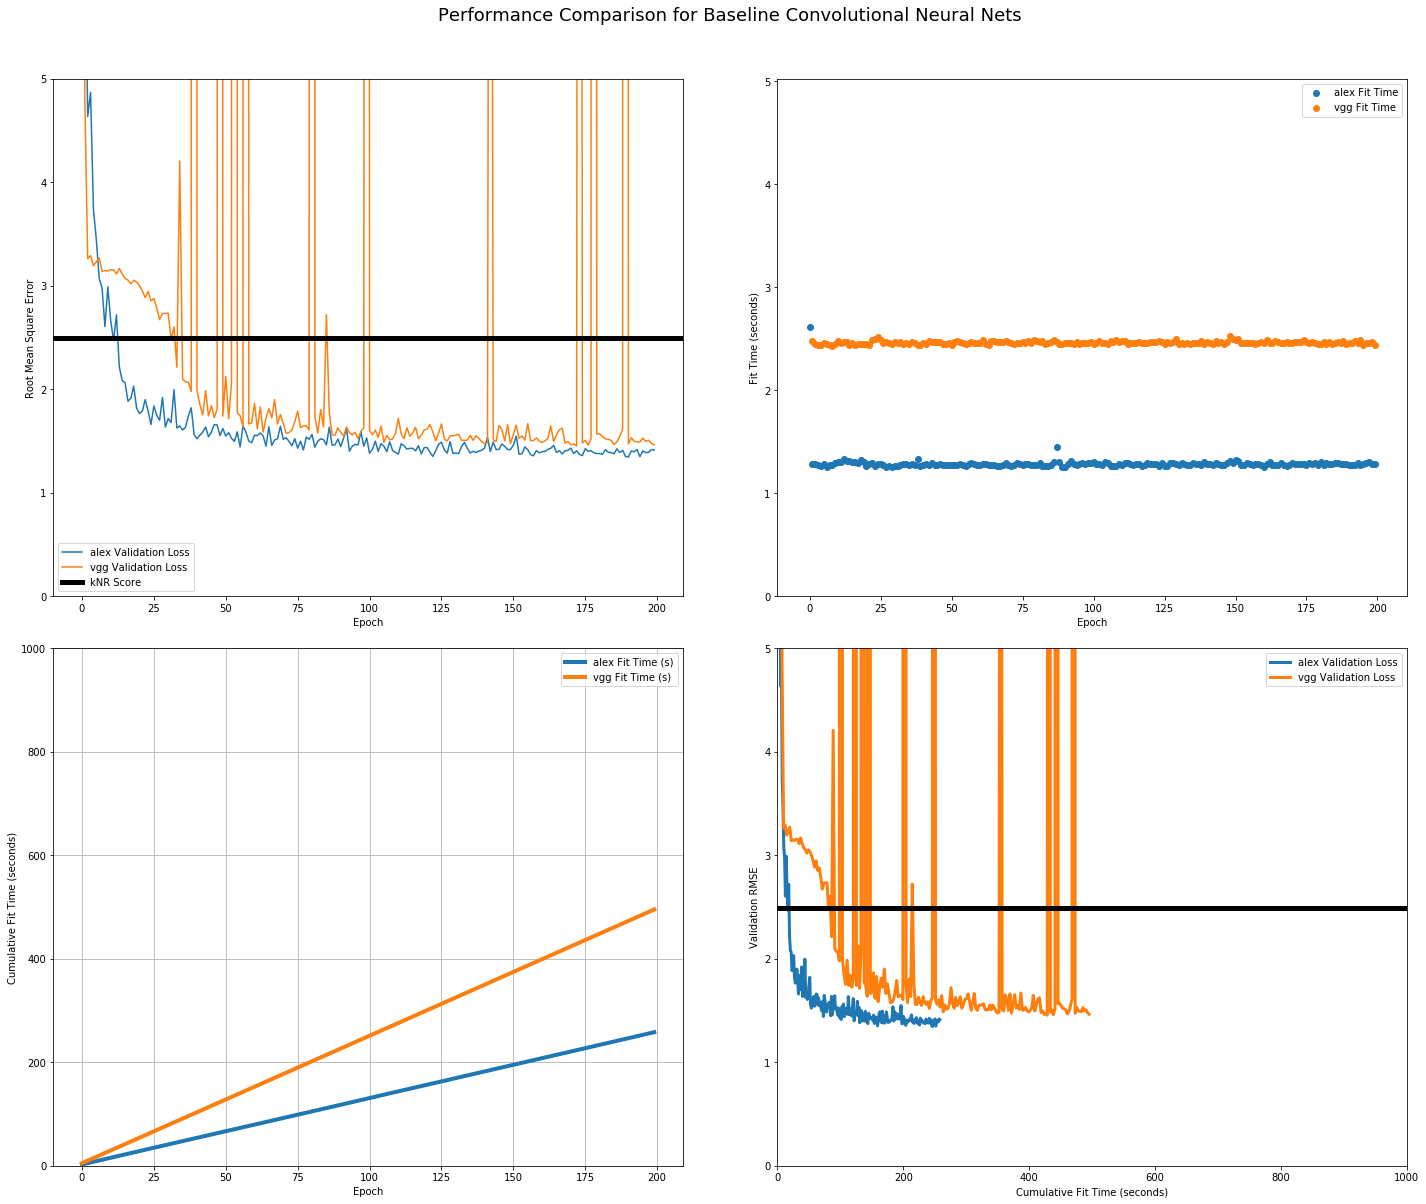 Performance Comparison for Baseline Convolutional Neural Nets
Root Mean Square Error
5
4
3
2
1
0
alex Validation Loss
vgg Validation Loss
kNR Score
0 25 50 75 100 125 150 175 200
Epoch
Fit Time (seconds)
5
4
3
2
1
0
alex Fit Time
vgg Fit Time
0 25 50 75 100 125 150 175 200
Epoch
Cumulative Fit Time (seconds)
1000
800
600
400
200
0
alex Fit Time (s)
vgg Fit Time (s)
0 25 50 75 100 125 150 175 200
Epoch
Validation RMSE
5
4
3
2
1
0
alex Validation Loss
vgg Validation Loss
0 200 400 600 800 1000
Cumulative Fit Time (seconds)